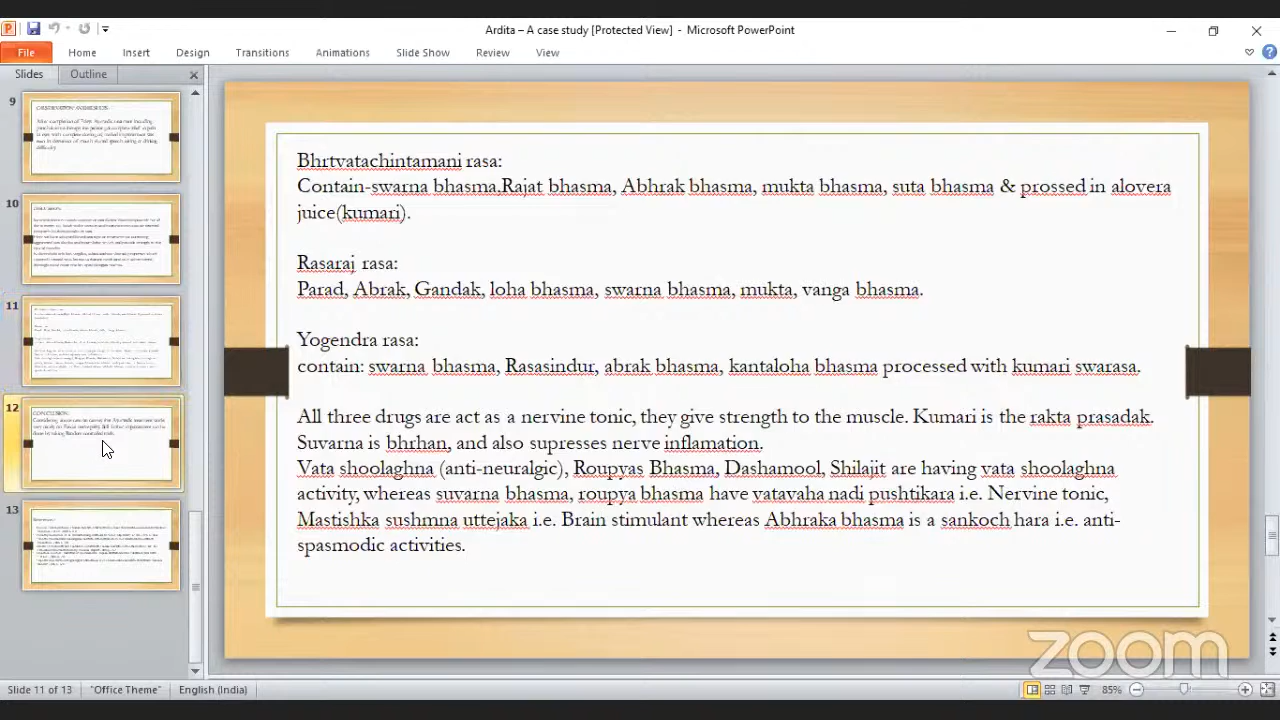 Ardita – A case study [Protected View] - Microsoft PowerPoint
File Home Insert Design Transitions Animations Slide Show Review View
Slides Outline
9
10
11
12
CONCLUSION:
13
Bhrtvatachintamani rasa:
Contain-swarna bhasma,Rajat bhasma, Abhrak bhasma, mukta bhasma, suta bhasma & prossed in alovera
juice(kumari).
Rasaraj rasa:
Parad, Abrak, Gandak, loha bhasma, swarna bhasma, mukta, vanga bhasma.
Yogendra rasa:
contain: swarna bhasma, Rasasindur, abrak bhasma, kantaloha bhasma processed with kumari swarasa.
All three drugs are act as a nervine tonic, they give strength to the muscle. Kumari is the rakta prasadak.
Suvarna is bhrhan, and also supresses nerve inflamation.
Vata shoolaghna (anti-neuralgic), Roupyas Bhasma, Dashamool, Shilajit are having vata shoolaghna
activity, whereas suvarna bhasma, roupya bhasma have vatavaha nadi pushtikara i.e. Nervine tonic,
Mastishka sushmna uttejaka i.e. Brain stimulant whereas Abhraka bhasma is a sankoch hara i.e. anti-
spasmodic activities.
zoom
Slide 11 of 13 "Office Theme" English (India) 85%